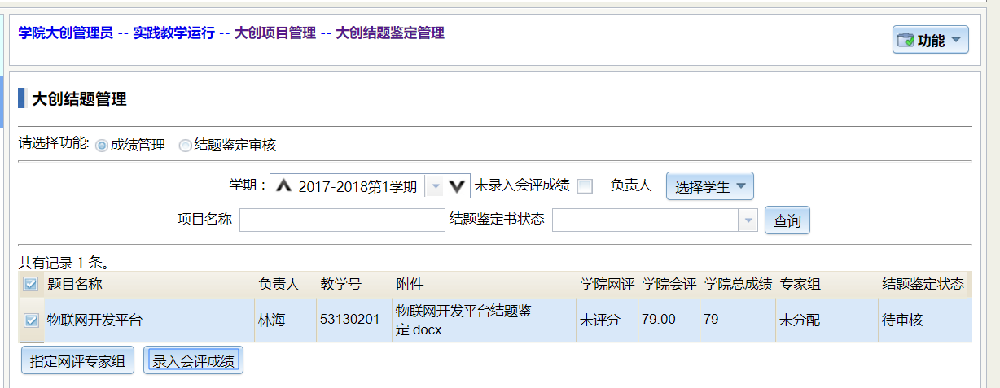 学院大创管理员 -- 实践教学运行 -- 大创项目管理 -- 大创结题鉴定管理
功能
大创结题管理
请选择功能: 成绩管理 结题鉴定审核
学期： 2017-2018第1学期 未录入会评成绩 负责人 选择学生
项目名称 结题鉴定书状态 查询
共有记录 1 条。
题目名称 负责人 教学号 附件 学院网评 学院会评 学院总成绩 专家组 结题鉴定状态
物联网开发平台 林海 53130201 物联网开发平台结题鉴 未评分 79.00 79 未分配 待审核
定.docx
指定网评专家组 录入会评成绩